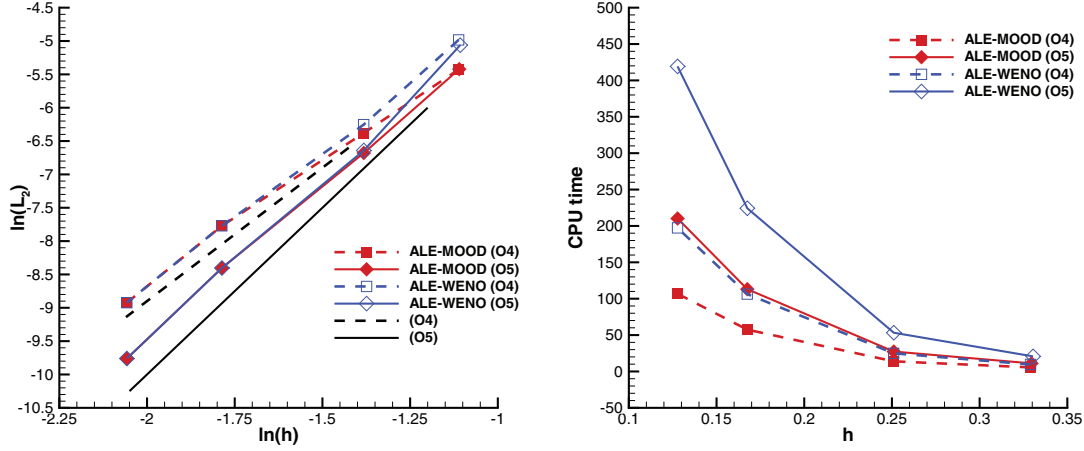 -4.5
-5
-5.5
-6
-6.5
-7
-7.5
-8
-8.5
-9
-9.5
-10
-10.5
ln(L2)
-2.25
-2
-1.75
-1.5
-1.25
-1
ln(h)
ALE-MOOD (O4)
ALE-MOOD (O5)
ALE-WENO (O4)
ALE-WENO (O5)
(O4)
(O5)
500
450
400
350
300
250
200
150
100
50
0
-50
CPU time
0.1
0.15
0.2
0.25
0.3
0.35
h
ALE-MOOD (O4)
ALE-MOOD (O5)
ALE-WENO (O4)
ALE-WENO (O5)